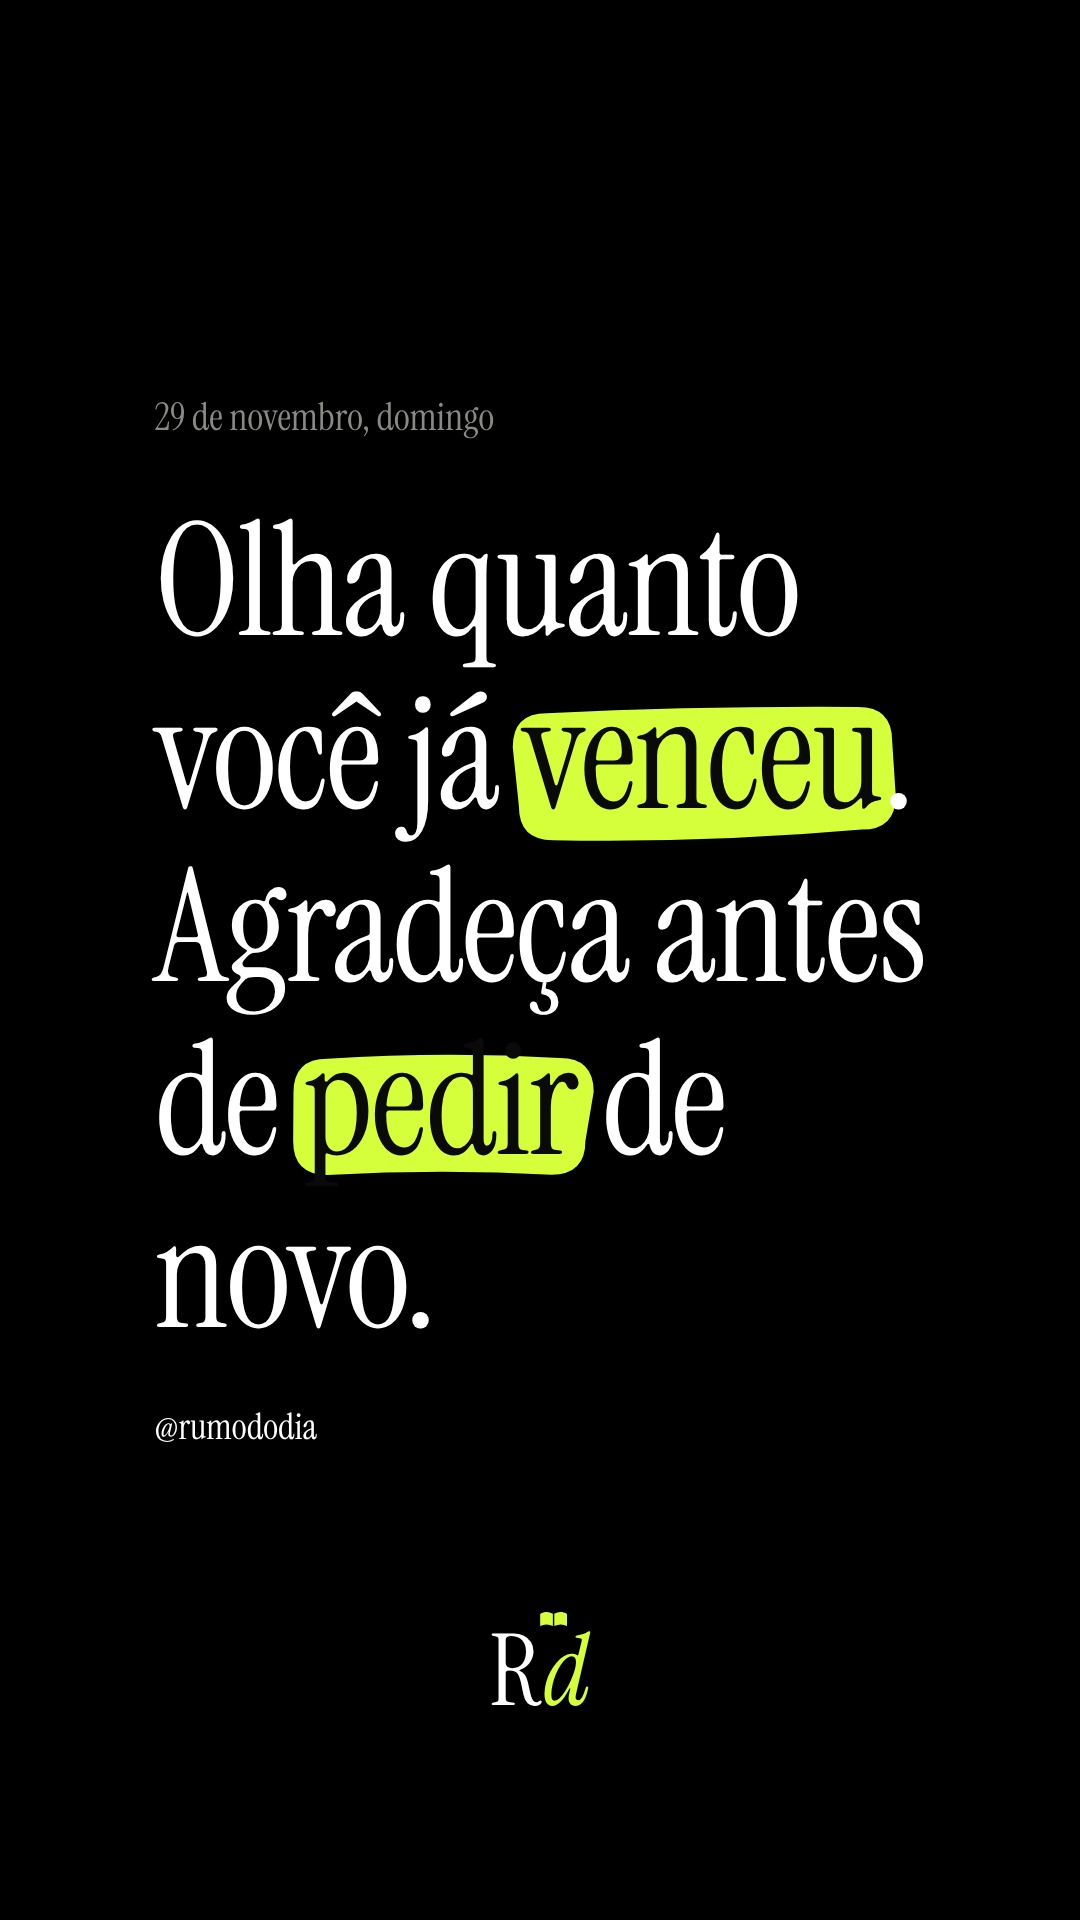 29 de novembro, domingo
Olha quanto
você já venceu.
Agradeça antes
de pedir de
novo.
@rumododia
Rd